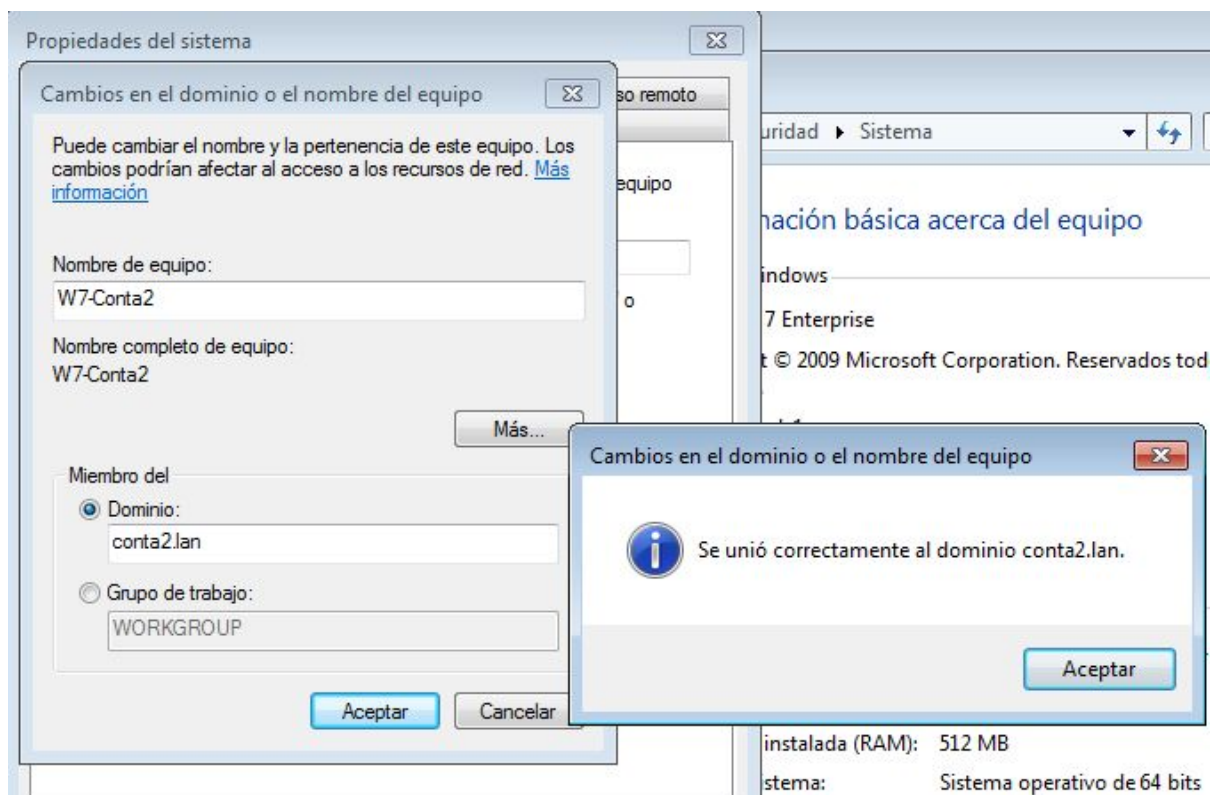 Propiedades del sistema
Cambios en el dominio o el nombre del equipo
Puede cambiar el nombre y la pertenencia de este equipo. Los
cambios podrían afectar al acceso a los recursos de red. Más
información
Nombre de equipo:
W7-Conta2
Nombre completo de equipo:
W7-Conta2
Más...
Miembro del
Dominio:
conta2.lan
Grupo de trabajo:
WORKGROUP
Aceptar
Cancelar
so remoto
equipo
o
uridad ▸ Sistema
nación básica acerca del equipo
indows
7 Enterprise
t © 2009 Microsoft Corporation. Reservados tod
Cambios en el dominio o el nombre del equipo
Se unió correctamente al dominio conta2.lan.
Aceptar
instalada (RAM): 512 MB
stema: Sistema operativo de 64 bits